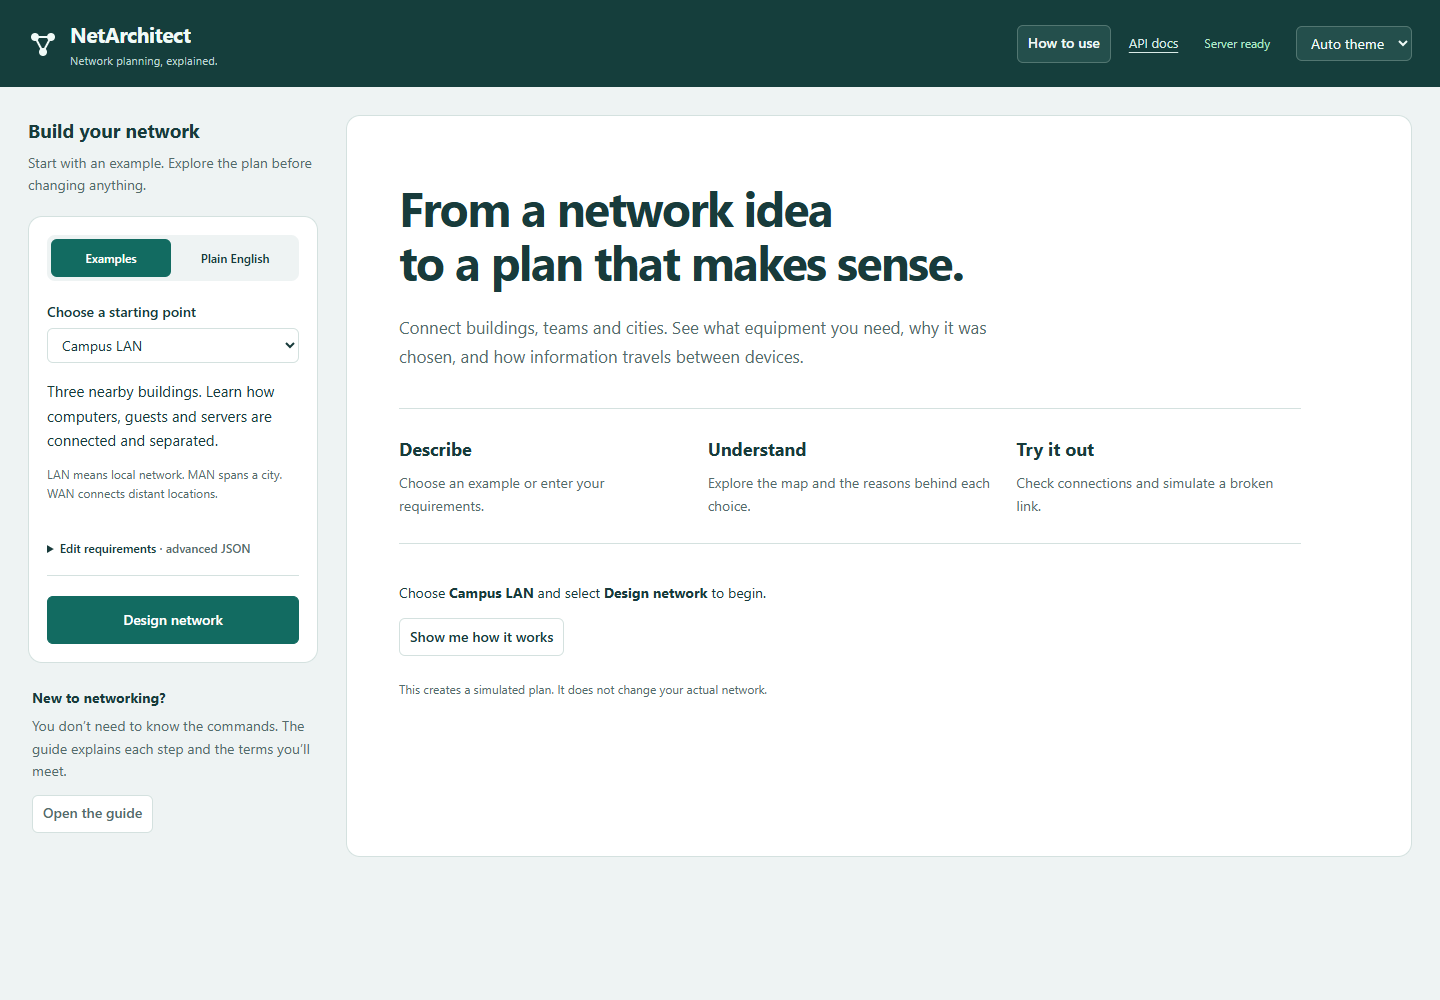 NetArchitect
Network planning, explained.
How to use
API docs
Server ready
Auto theme
Build your network
Start with an example. Explore the plan before
changing anything.
Examples
Plain English
Choose a starting point
Campus LAN
Three nearby buildings. Learn how
computers, guests and servers are
connected and separated.
LAN means local network. MAN spans a city.
WAN connects distant locations.
Edit requirements · advanced JSON
Design network
New to networking?
You don't need to know the commands. The
guide explains each step and the terms you'll
meet.
Open the guide
From a network idea
to a plan that makes sense.
Connect buildings, teams and cities. See what equipment you need, why it was
chosen, and how information travels between devices.
Describe
Choose an example or enter your
requirements.
Understand
Explore the map and the reasons behind each
choice.
Try it out
Check connections and simulate a broken
link.
Choose Campus LAN and select Design network to begin.
Show me how it works
This creates a simulated plan. It does not change your actual network.